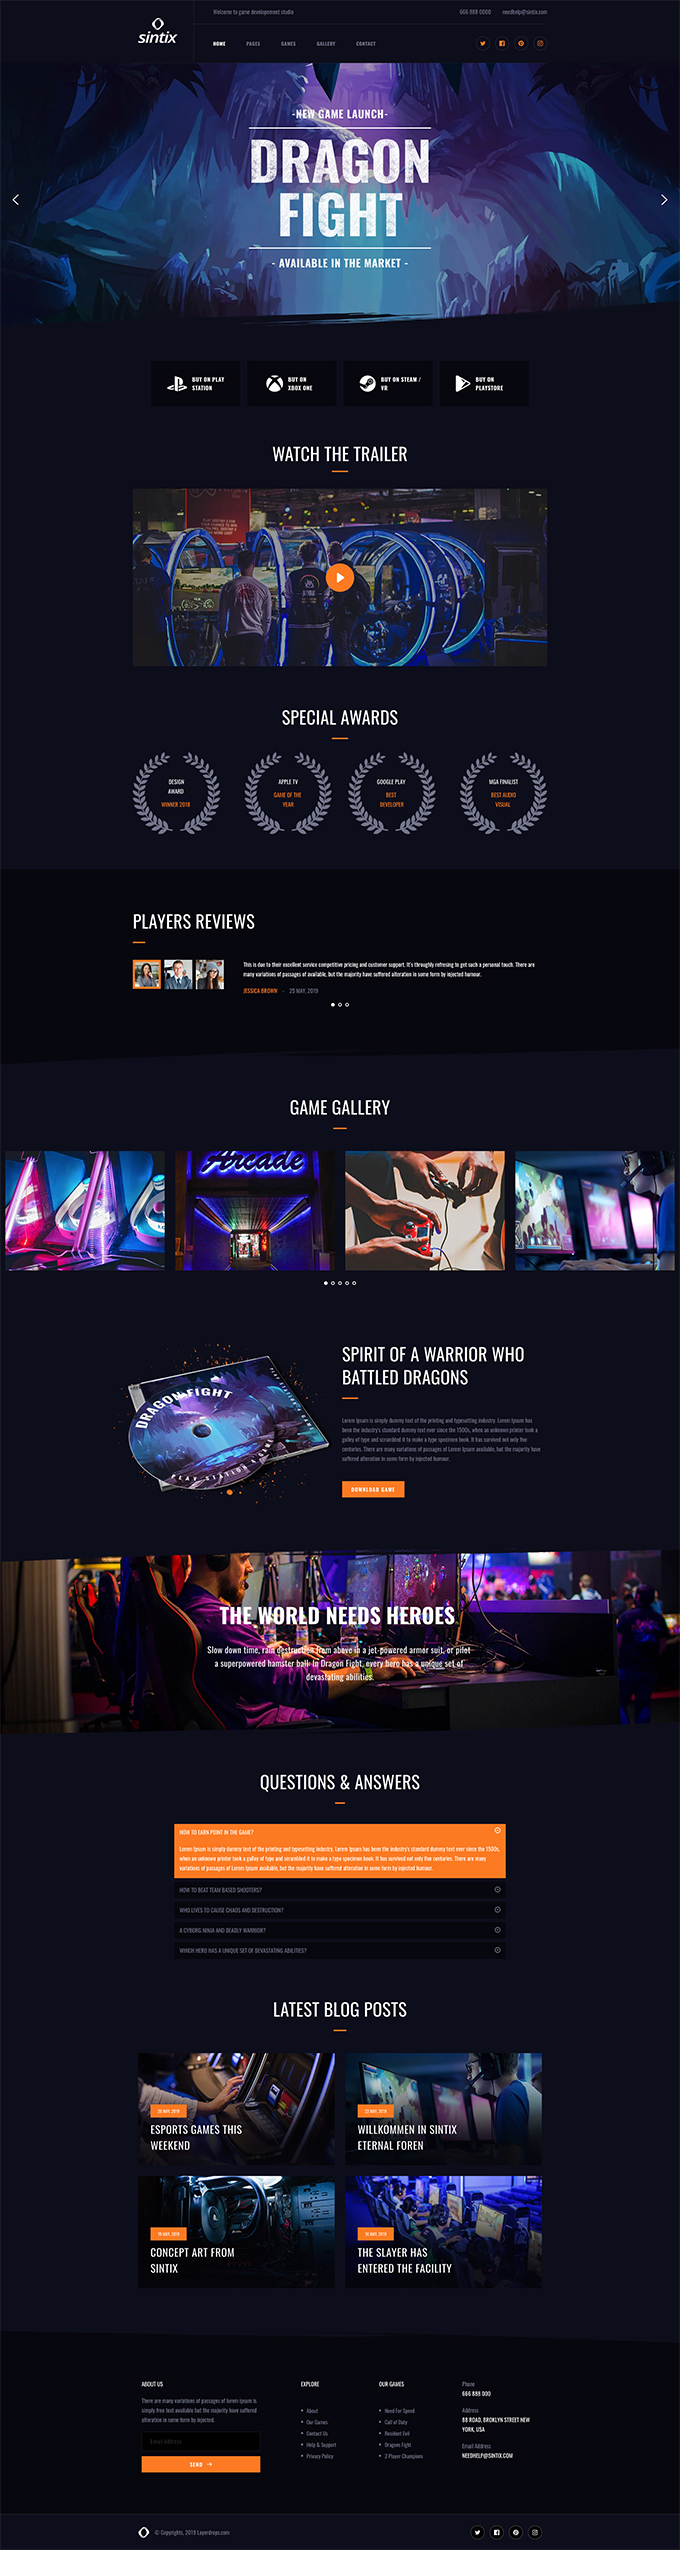 sintix
Welcome to game developement studio
666 888 0000
needhelp@sintix.com
HOME
PAGES
GAMES
GALLERY
CONTACT
-NEW GAME LAUNCH-
DRAGON
FIGHT
- AVAILABLE IN THE MARKET -
BUY ON PLAY
STATION
BUY ON
XBOX ONE
BUY ON STEAM /
VR
BUY ON
PLAYSTORE
WATCH THE TRAILER
SPECIAL AWARDS
DESIGN
AWARD
WINNER 2018
APPLE TV
GAME OF THE
YEAR
GOOGLE PLAY
BEST
DEVELOPER
MGA FINALIST
BEST AUDIO
VISUAL
PLAYERS REVIEWS
This is due to their excellent service competitive pricing and customer support. It's throughly refresing to get such a personal touch. There are
many variations of passages of available, but the majority have suffered alteration in some form by injected humour.
JESSICA BROWN - 25 MAY, 2019
GAME GALLERY
Arcade
DRAGON FIGHT
SPIRIT OF A WARRIOR WHO
BATTLED DRAGONS
Lorem Ipsum is simply dummy text of the printing and typesetting industry. Lorem Ipsum has
been the industry's standard dummy text ever since the 1500s, when an unknown printer took a
galley of type and scrambled it to make a type specimen book. It has survived not only five
centuries. There are many variations of passages of Lorem Ipsum available, but the majority have
suffered alteration in some form by injected humour.
DOWNLOAD GAME
THE WORLD NEEDS HEROES
Slow down time, rain destruction from above in a jet-powered armor suit, or pilot
a superpowered hamster ball. In Dragon Fight, every hero has a unique set of
devastating abilities.
QUESTIONS & ANSWERS
HOW TO EARN POINT IN THE GAME?
Lorem Ipsum is simply dummy text of the printing and typesetting industry. Lorem Ipsum has been the industry's standard dummy text ever since the 1500s,
when an unknown printer took a galley of type and scrambled it to make a type specimen book. It has survived not only five centuries. There are many
variations of passages of Lorem Ipsum available, but the majority have suffered alteration in some form by injected humour.
HOW TO BEAT TEAM BASED SHOOTERS?
WHO LIVES TO CAUSE CHAOS AND DESTRUCTION?
A CYBORG NINJA AND DEADLY WARRIOR?
WHICH HERO HAS A UNIQUE SET OF DEVASTATING ABILITIES?
LATEST BLOG POSTS
ESPORTS GAMES THIS
WEEKEND
WILLKOMMEN IN SINTIX
ETERNAL FOREN
CONCEPT ART FROM
SINTIX
THE SLAYER HAS
ENTERED THE FACILITY
ABOUT US
There are many variations of passages of lorem ipsum is
simply free text available but the majority have suffered
alteration in some form by injected.
Email Address
SEND
EXPLORE
About
Our Games
Contact Us
Help & Support
Privacy Policy
OUR GAMES
Need For Speed
Call of Duty
Resident Evil
Dragons Fight
2 Player Champions
Phone
666 888 000
Address
88 ROAD, BROKLYN STREET NEW
YORK, USA
Email Address
NEEDHELP@SINTIX.COM
© Copyrights, 2019 Layerdrops.com